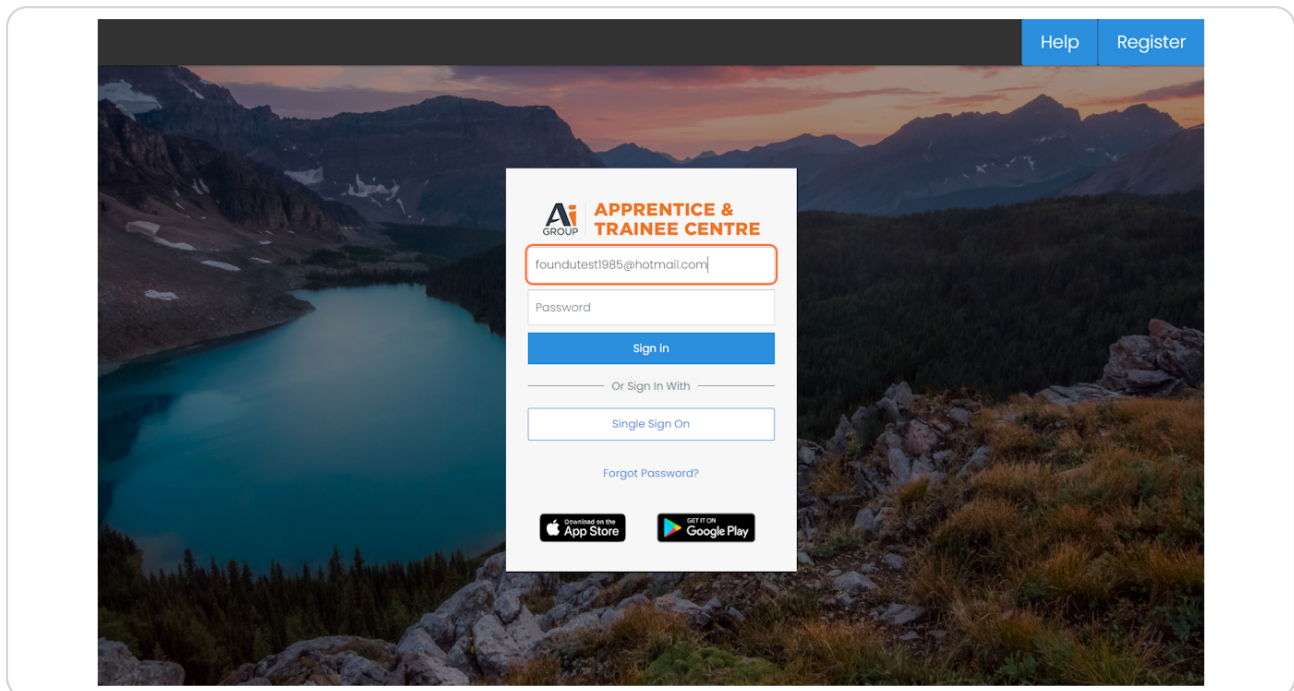 Help Register
Ai GROUP
APPRENTICE &
TRAINEE CENTRE
foundutest1985@hotmail.com
Password
Sign in
Or Sign In With
Single Sign On
Forgot Password?
Download on the
App Store
GET IT ON
Google Play